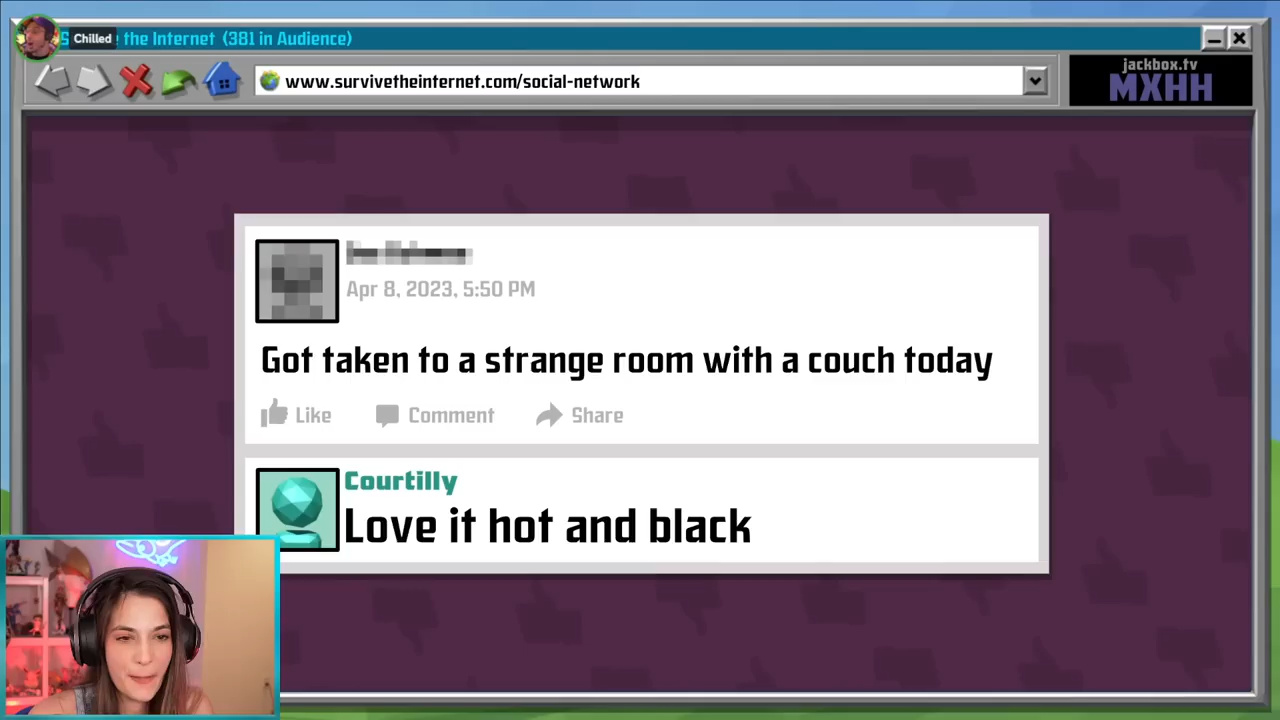 Chilled
the Internet (381 in Audience)
www.survivetheinternet.com/social-network
jackbox.tv
MXHH
Apr 8, 2023, 5:50 PM
Got taken to a strange room with a couch today
Like Comment Share
Courtilly
Love it hot and black